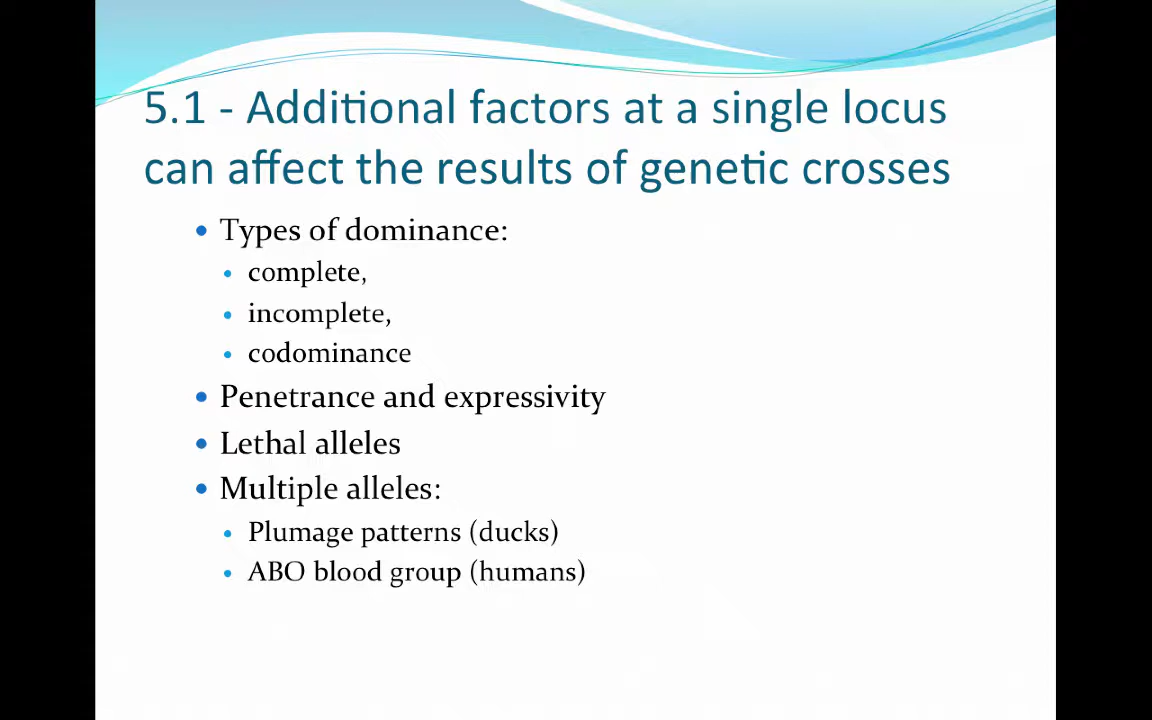 5.1 - Additional factors at a single locus
can affect the results of genetic crosses
• Types of dominance:
• complete,
• incomplete,
• codominance
• Penetrance and expressivity
• Lethal alleles
• Multiple alleles:
• Plumage patterns (ducks)
• ABO blood group (humans)